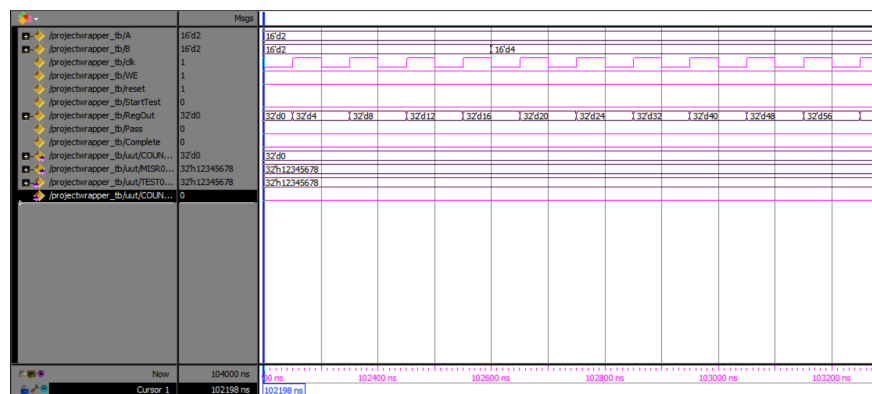 Msgs
/projectwrapper_tb/A 16'd2 16'd2
/projectwrapper_tb/B 16'd2 16'd2 16'd4
/projectwrapper_tb/clk 1
/projectwrapper_tb/WE 1
/projectwrapper_tb/reset 1
/projectwrapper_tb/StartTest 0
/projectwrapper_tb/RegOut 32'd0 32'd0 32'd4 32'd8 32'd12 32'd16 32'd20 32'd24 32'd32 32'd40 32'd48 32'd56
/projectwrapper_tb/Pass 0
/projectwrapper_tb/Complete 0
/projectwrapper_tb/uut/COUN... 32'd0 32'd0
/projectwrapper_tb/uut/MISR0... 32'h12345678 32'h12345678
/projectwrapper_tb/uut/TEST0... 32'h12345678 32'h12345678
/projectwrapper_tb/uut/COUN... 0
Now 104000 ns 00 ns 102400 ns 102600 ns 102800 ns 103000 ns 103200 ns
Cursor 1 102198 ns 102198 ns